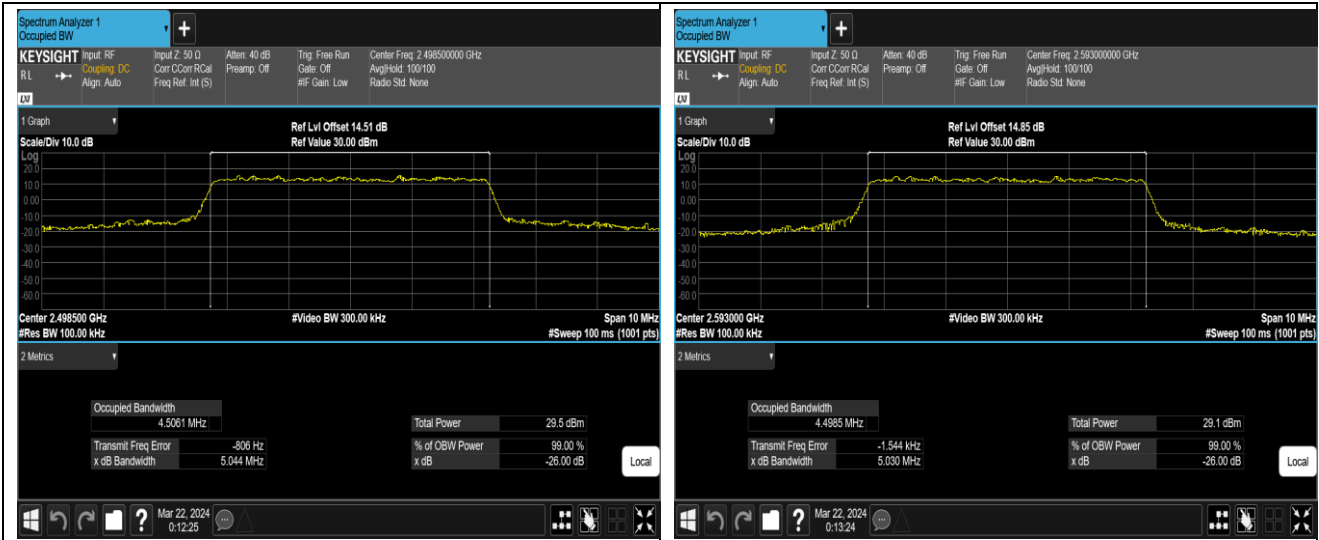 Spectrum Analyzer 1
Occupied BW
+
KEYSIGHT Input: RF Input Z: 50 Ω Atten: 40 dB Trig: Free Run Center Freq: 2.498500000 GHz
RL Coupling: DC Corr CCorr RCal Preamp: Off Gate: Off Avg|Hold: 100/100
Align: Auto Freq Ref: Int (S) #IF Gain: Low Radio Std: None
LXI
1 Graph
Ref Lvl Offset 14.51 dB
Scale/Div 10.0 dB Ref Value 30.00 dBm
Log
20.0
10.0
0.00
-10.0
-20.0
-30.0
-40.0
-50.0
-60.0
Center 2.498500 GHz #Video BW 300.00 kHz Span 10 MHz
#Res BW 100.00 kHz #Sweep 100 ms (1001 pts)
2 Metrics
Occupied Bandwidth
4.5061 MHz Total Power 29.5 dBm
Transmit Freq Error -806 Hz % of OBW Power 99.00 %
x dB Bandwidth 5.044 MHz x dB -26.00 dB
Local
? Mar 22, 2024
0:12:25
Spectrum Analyzer 1
Occupied BW
+
KEYSIGHT Input: RF Input Z: 50 Ω Atten: 40 dB Trig: Free Run Center Freq: 2.593000000 GHz
RL Coupling: DC Corr CCorr RCal Preamp: Off Gate: Off Avg|Hold: 100/100
Align: Auto Freq Ref: Int (S) #IF Gain: Low Radio Std: None
LXI
1 Graph
Ref Lvl Offset 14.85 dB
Scale/Div 10.0 dB Ref Value 30.00 dBm
Log
20.0
10.0
0.00
-10.0
-20.0
-30.0
-40.0
-50.0
-60.0
Center 2.593000 GHz #Video BW 300.00 kHz Span 10 MHz
#Res BW 100.00 kHz #Sweep 100 ms (1001 pts)
2 Metrics
Occupied Bandwidth
4.4985 MHz Total Power 29.1 dBm
Transmit Freq Error -1.544 kHz % of OBW Power 99.00 %
x dB Bandwidth 5.030 MHz x dB -26.00 dB
Local
? Mar 22, 2024
0:13:24